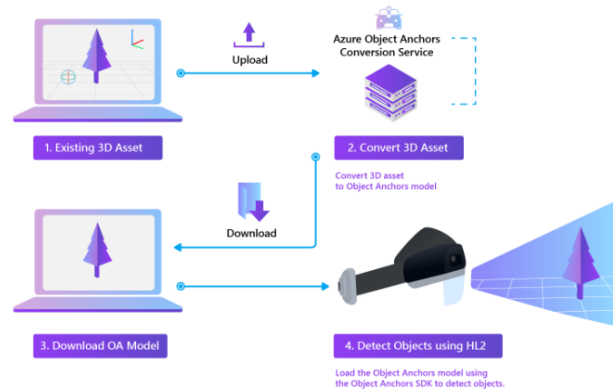 Upload
Azure Object Anchors
Conversion Service
1. Existing 3D Asset
2. Convert 3D Asset
Convert 3D asset
to Object Anchors model
Download
3. Download OA Model
4. Detect Objects using HL2
Load the Object Anchors model using
the Object Anchors SDK to detect objects.